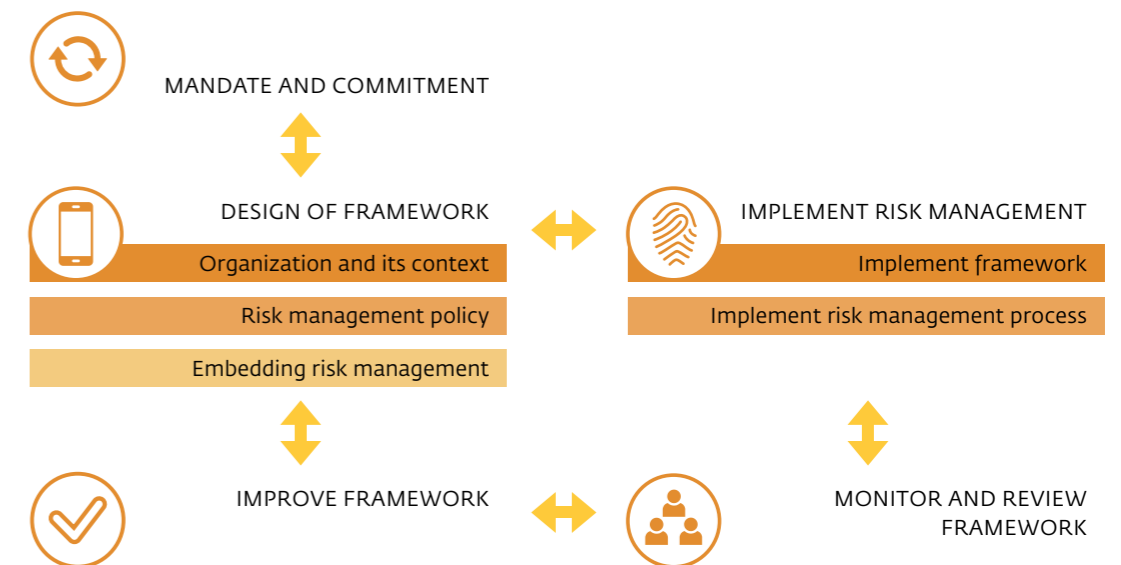 MANDATE AND COMMITMENT
DESIGN OF FRAMEWORK
Organization and its context
Risk management policy
Embedding risk management
IMPLEMENT RISK MANAGEMENT
Implement framework
Implement risk management process
IMPROVE FRAMEWORK
MONITOR AND REVIEW
FRAMEWORK